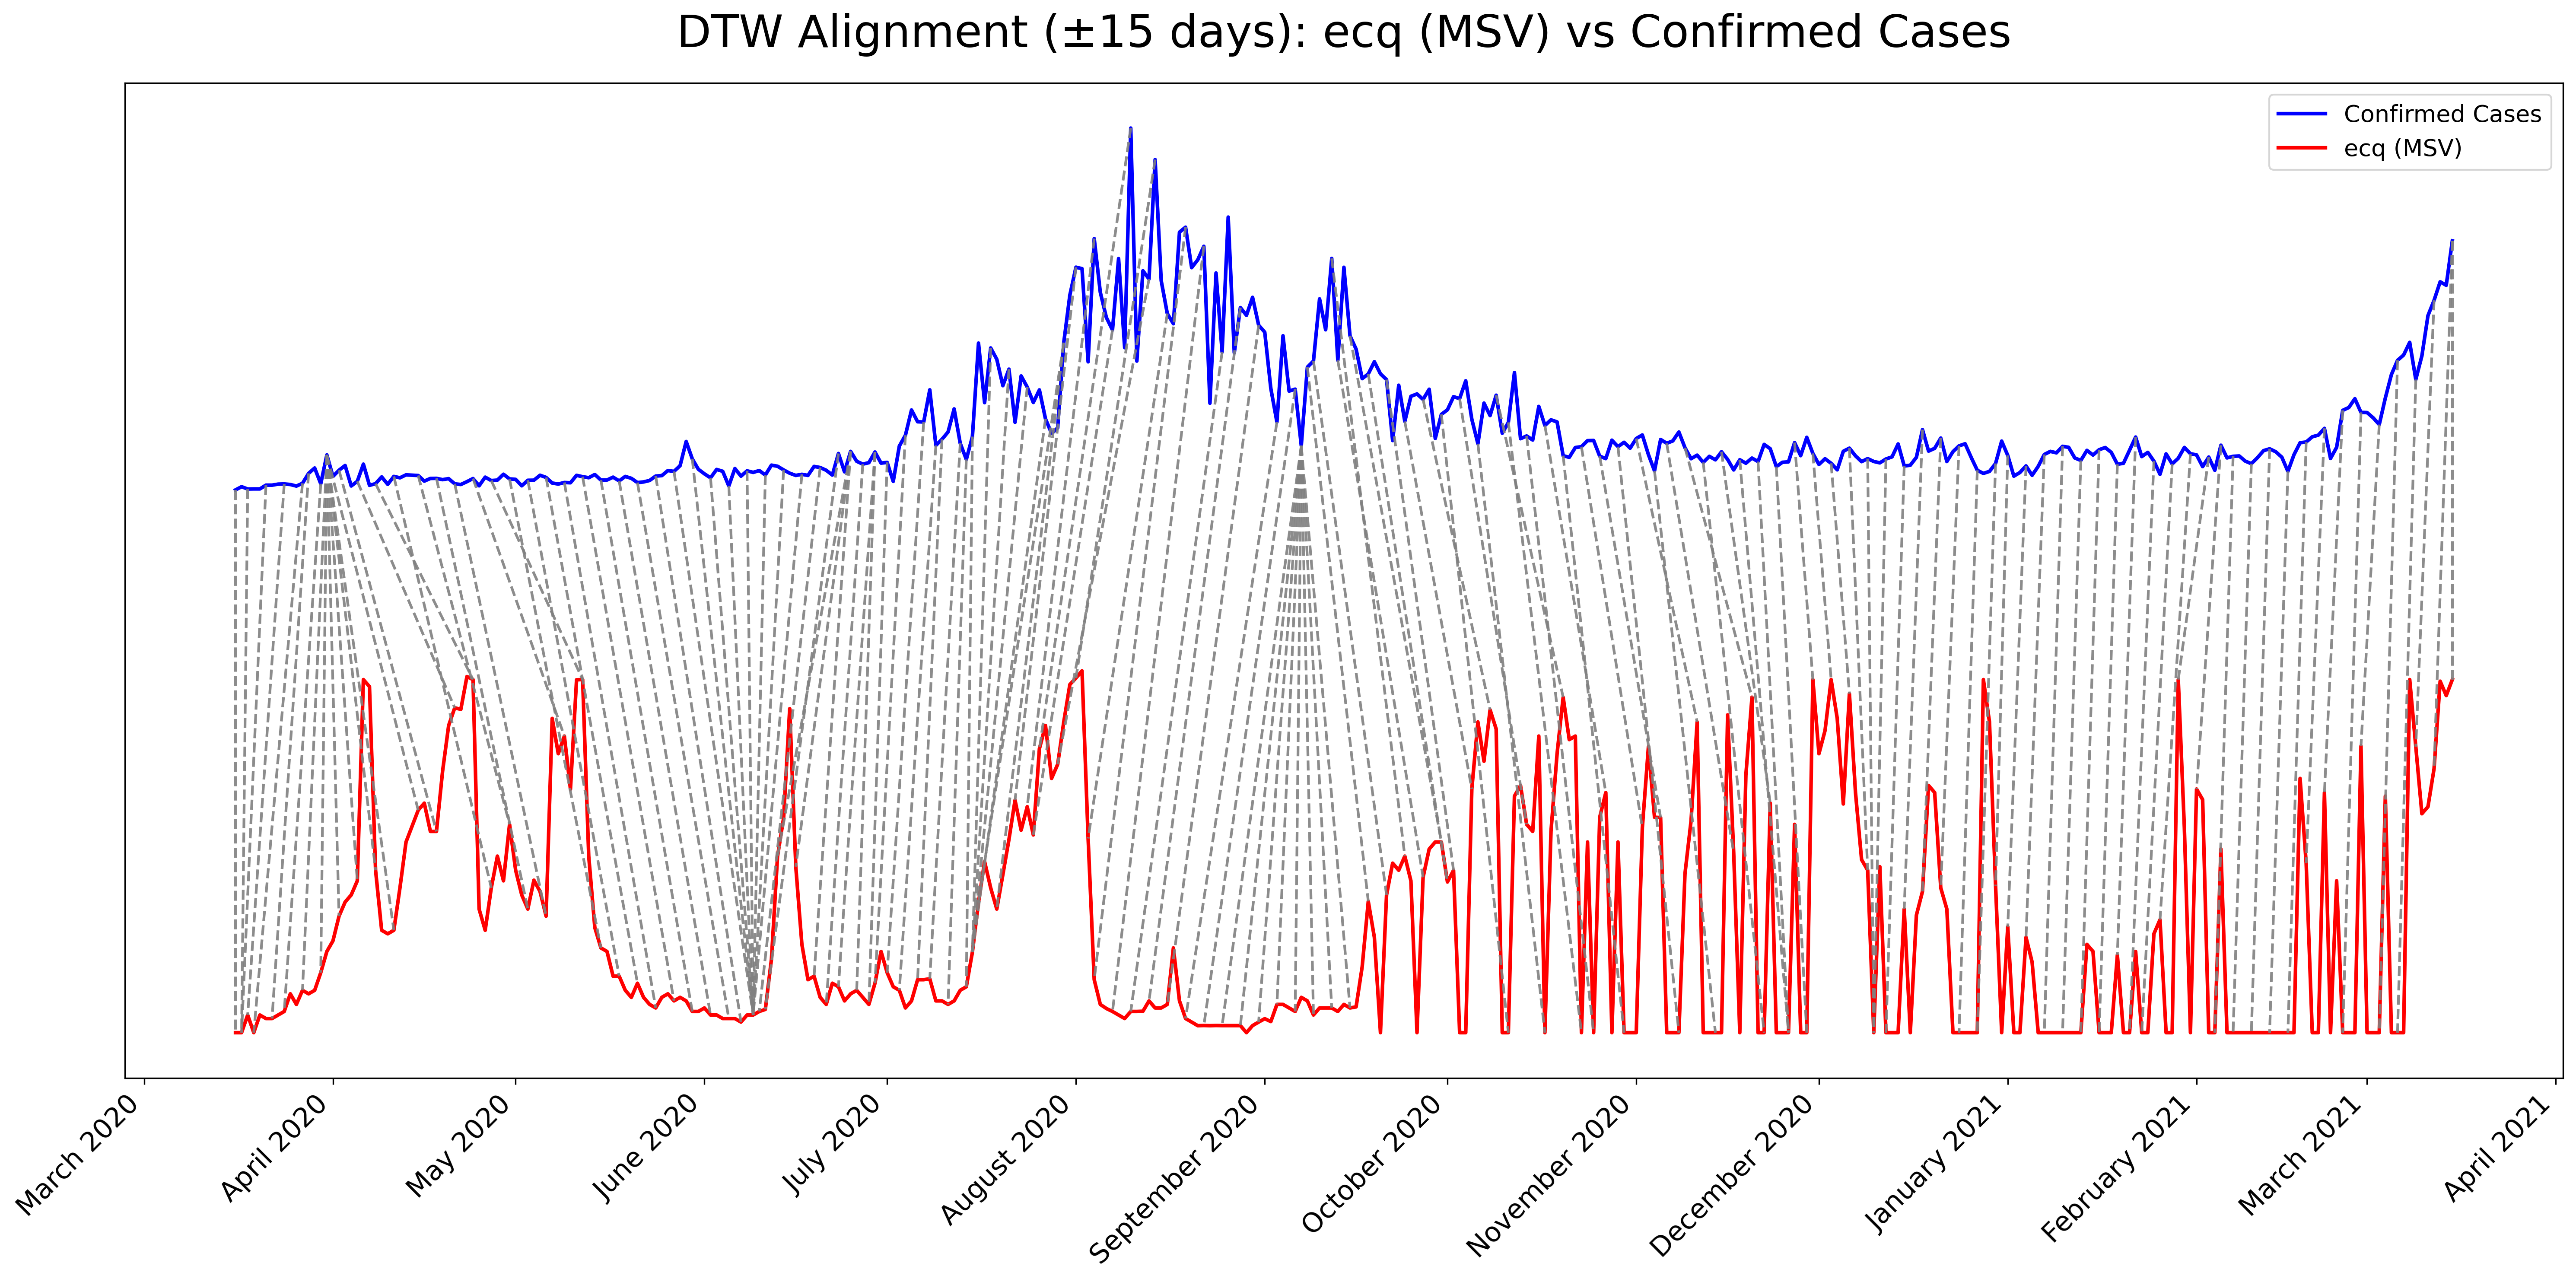 DTW Alignment (±15 days): ecq (MSV) vs Confirmed Cases
Confirmed Cases
ecq (MSV)
March 2020
April 2020
May 2020
June 2020
July 2020
August 2020
September 2020
October 2020
November 2020
December 2020
January 2021
February 2021
March 2021
April 2021